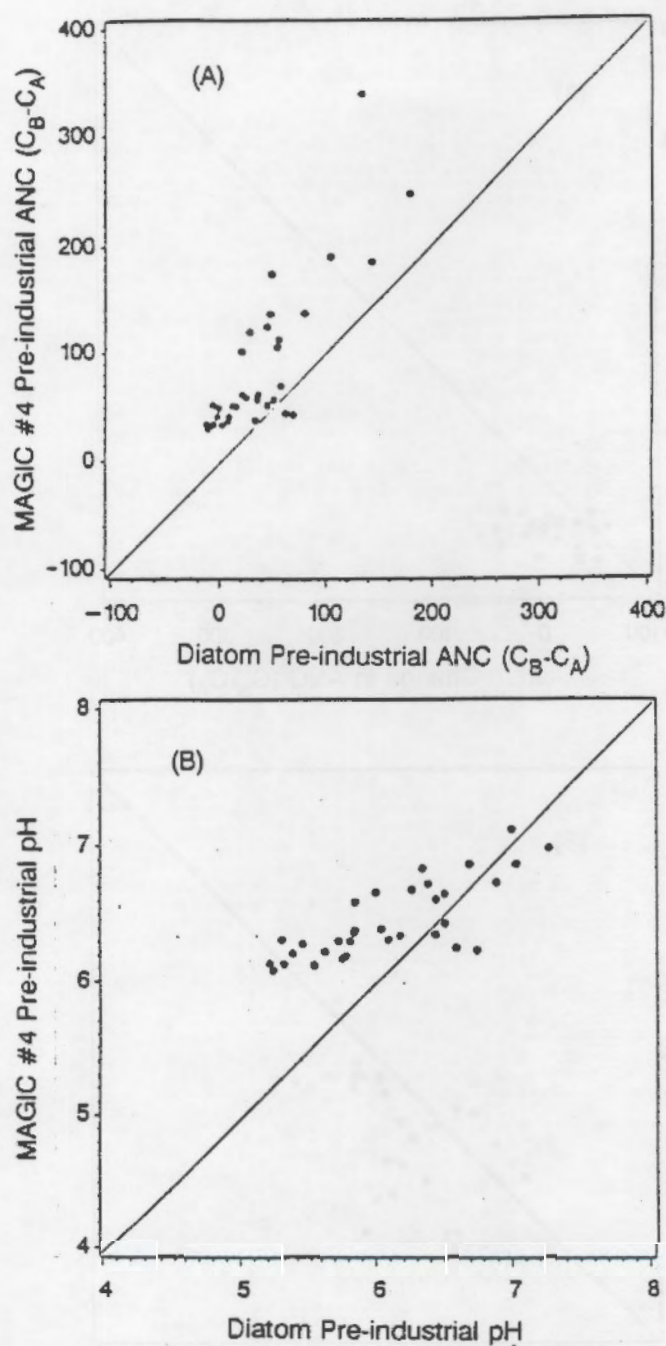 (A)
MAGIC #4 Pre-industrial ANC (C_B-C_A)
400
300
200
100
0
-100
-100 0 100 200 300 400
Diatom Pre-industrial ANC (C_B-C_A)
(B)
MAGIC #4 Pre-industrial pH
8
7
6
5
4
4 5 6 7 8
Diatom Pre-industrial pH